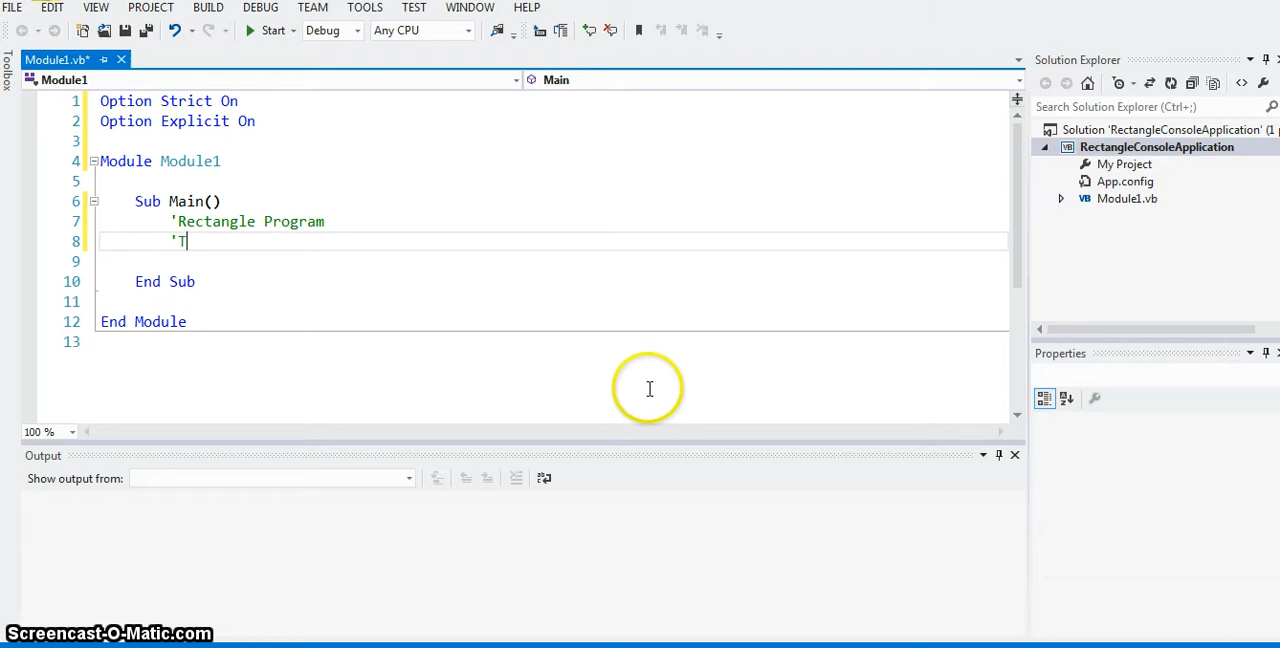 FILE EDIT VIEW PROJECT BUILD DEBUG TEAM TOOLS TEST WINDOW HELP
Start Debug Any CPU
Toolbox
Module1.vb*
Module1 Main
1 Option Strict On
2 Option Explicit On
3
4 Module Module1
5
6 Sub Main()
7 'Rectangle Program
8 'T
9
10 End Sub
11
12 End Module
13
100 %
Output
Show output from:
Solution Explorer
Search Solution Explorer (Ctrl+;)
Solution 'RectangleConsoleApplication' (1 p
RectangleConsoleApplication
My Project
App.config
VB Module1.vb
Properties
Screencast-O-Matic.com